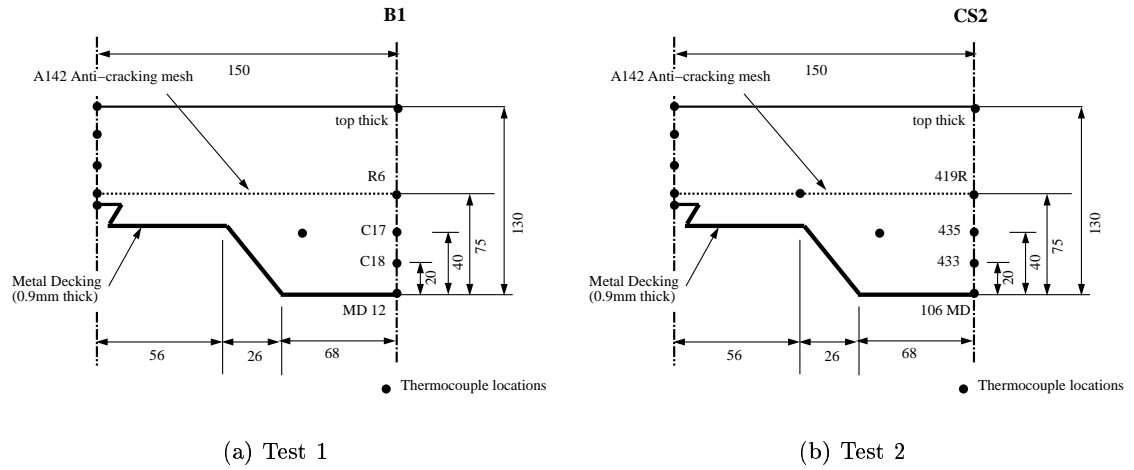 B1
150
A142 Anti−cracking mesh
top thick
R6
C17
C18
20
40
75
130
Metal Decking
(0.9mm thick)
MD 12
56
26
68
Thermocouple locations
(a) Test 1
CS2
150
A142 Anti−cracking mesh
top thick
419R
435
433
20
40
75
130
Metal Decking
(0.9mm thick)
106 MD
56
26
68
Thermocouple locations
(b) Test 2